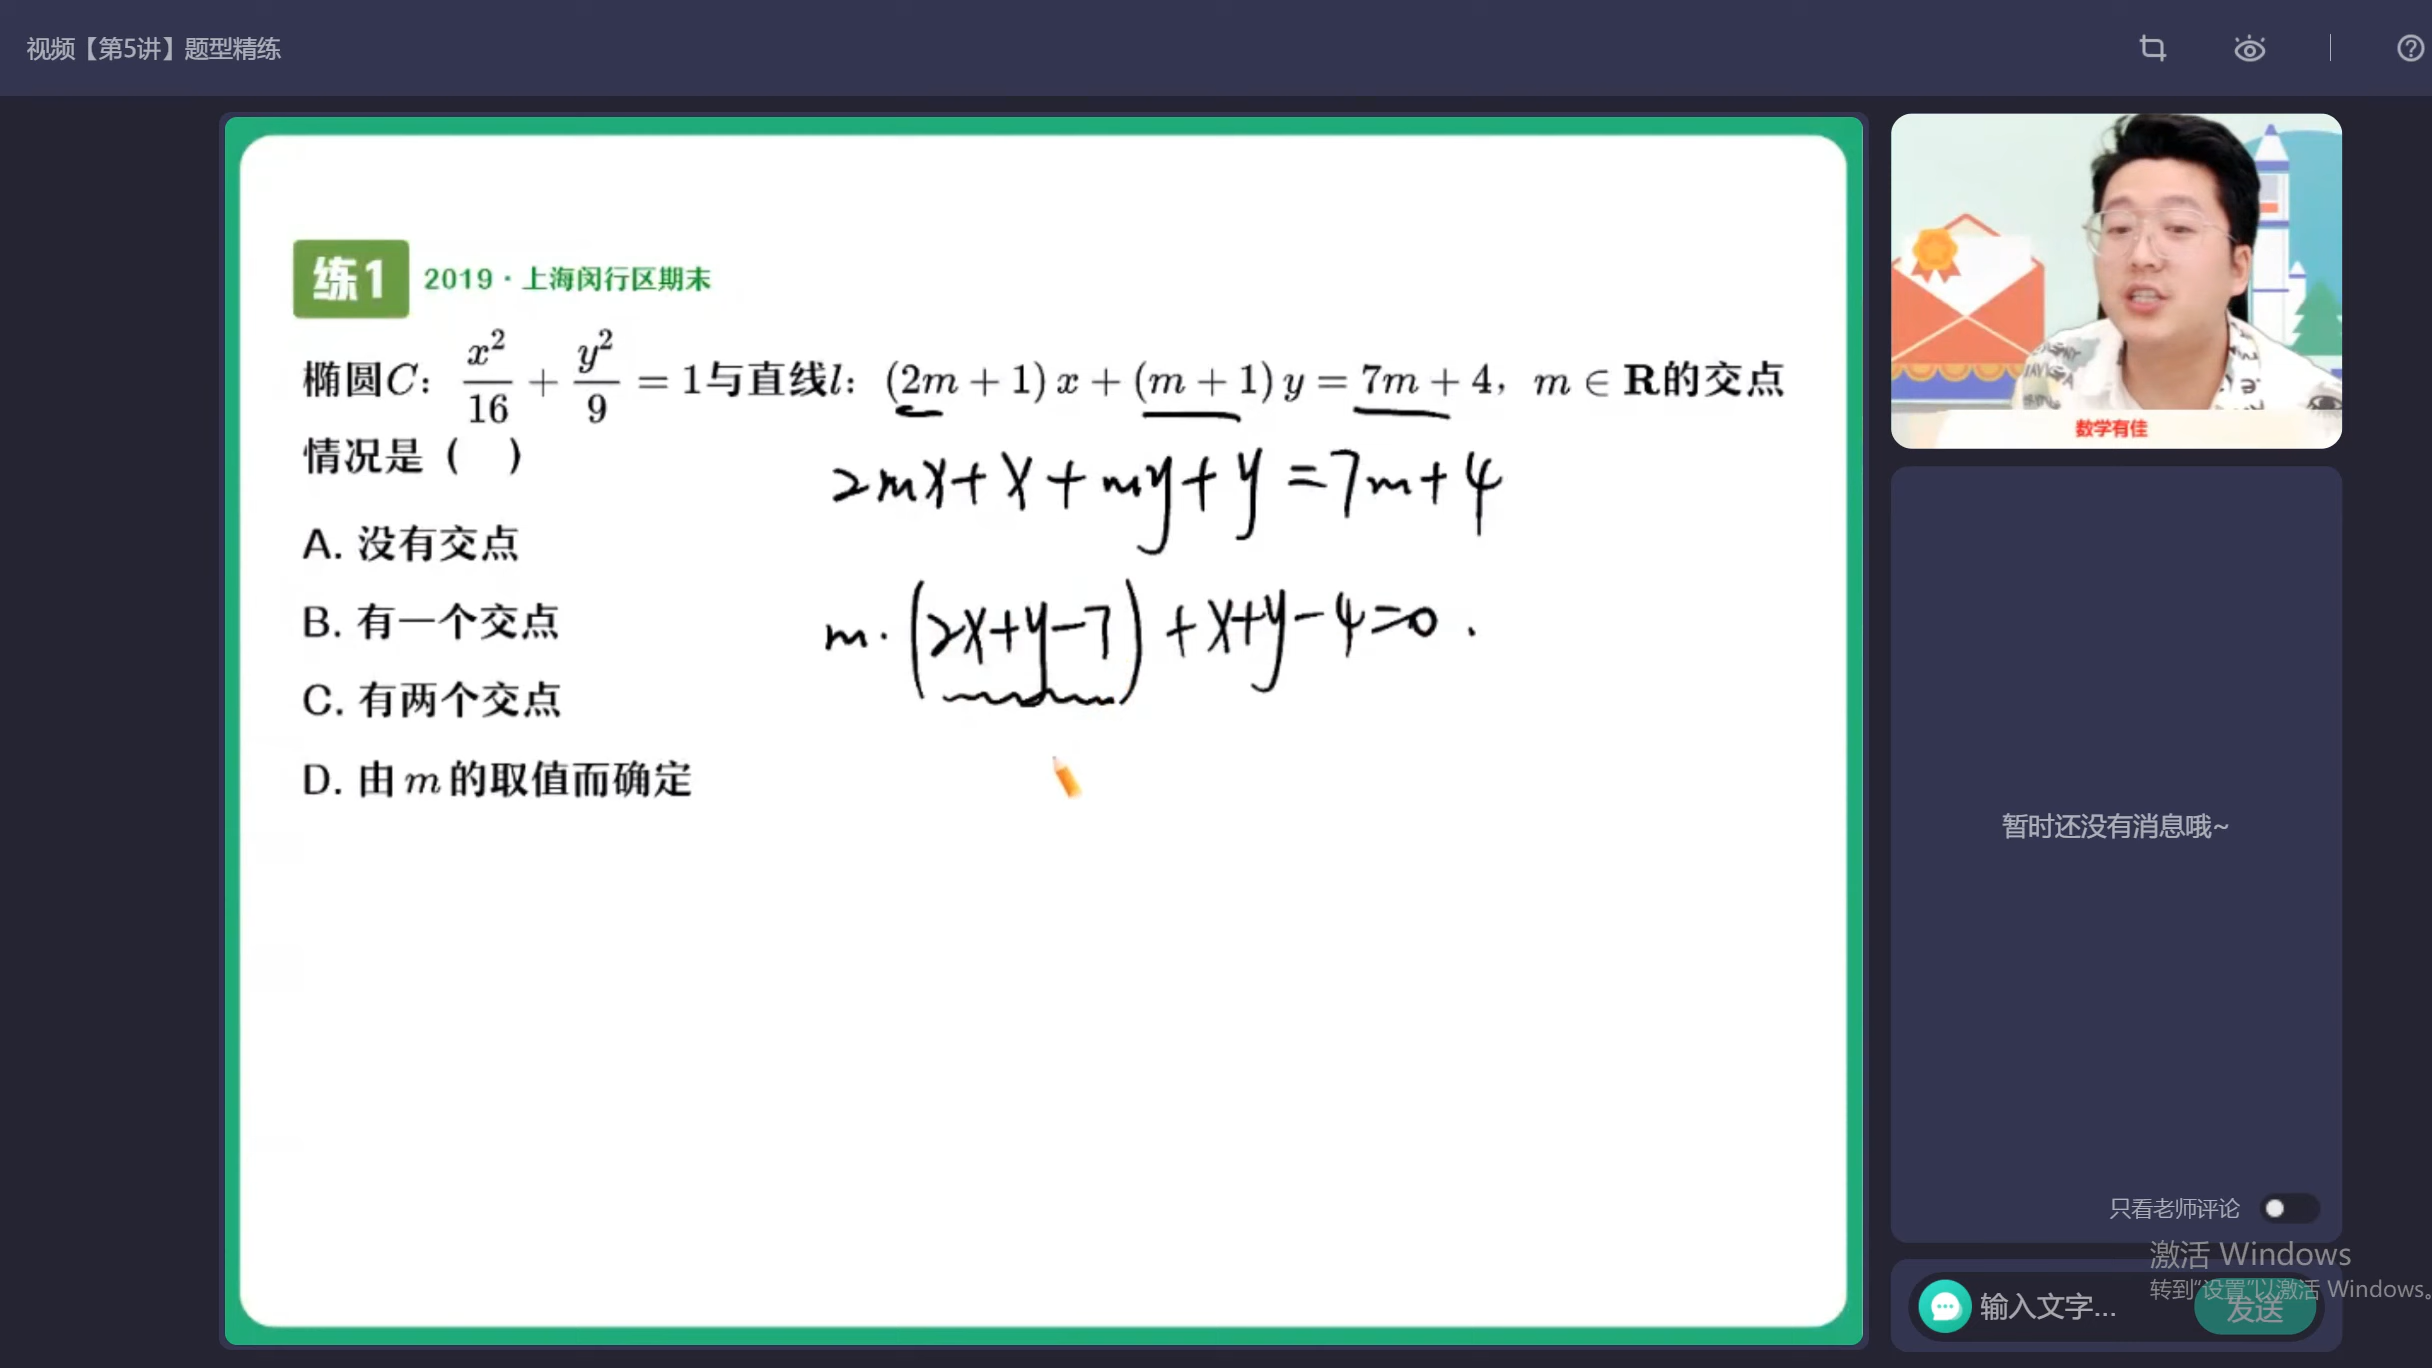 视频【第5讲】题型精练
练1 2019·上海闵行区期末
椭圆C：x²/16 + y²/9 = 1与直线l：(2m + 1) x + (m + 1) y = 7m + 4，m ∈ R的交点
情况是（ ）
2mx+x+my+y=7m+4
A. 没有交点
B. 有一个交点
m·(2x+y-7)+x+y-4=0.
C. 有两个交点
D. 由 m 的取值而确定
数学有佳
暂时还没有消息哦~
只看老师评论
激活 Windows
转到“设置”以激活 Windows。
输入文字...
发送